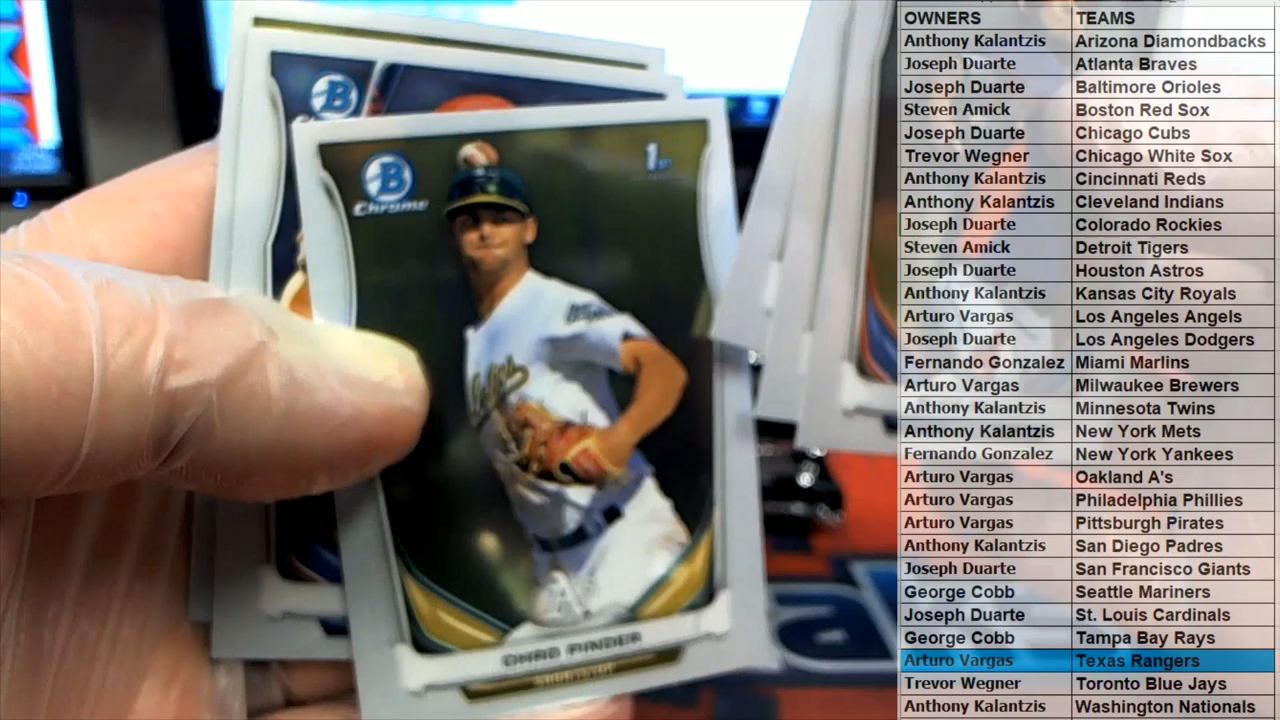 B
Chrome
1st
B
CHAD PINDER
SHORTSTOP
OWNERS TEAMS
Anthony Kalantzis Arizona Diamondbacks
Joseph Duarte Atlanta Braves
Joseph Duarte Baltimore Orioles
Steven Amick Boston Red Sox
Joseph Duarte Chicago Cubs
Trevor Wegner Chicago White Sox
Anthony Kalantzis Cincinnati Reds
Anthony Kalantzis Cleveland Indians
Joseph Duarte Colorado Rockies
Steven Amick Detroit Tigers
Joseph Duarte Houston Astros
Anthony Kalantzis Kansas City Royals
Arturo Vargas Los Angeles Angels
Joseph Duarte Los Angeles Dodgers
Fernando Gonzalez Miami Marlins
Arturo Vargas Milwaukee Brewers
Anthony Kalantzis Minnesota Twins
Anthony Kalantzis New York Mets
Fernando Gonzalez New York Yankees
Arturo Vargas Oakland A's
Arturo Vargas Philadelphia Phillies
Arturo Vargas Pittsburgh Pirates
Anthony Kalantzis San Diego Padres
Joseph Duarte San Francisco Giants
George Cobb Seattle Mariners
Joseph Duarte St. Louis Cardinals
George Cobb Tampa Bay Rays
Arturo Vargas Texas Rangers
Trevor Wegner Toronto Blue Jays
Anthony Kalantzis Washington Nationals